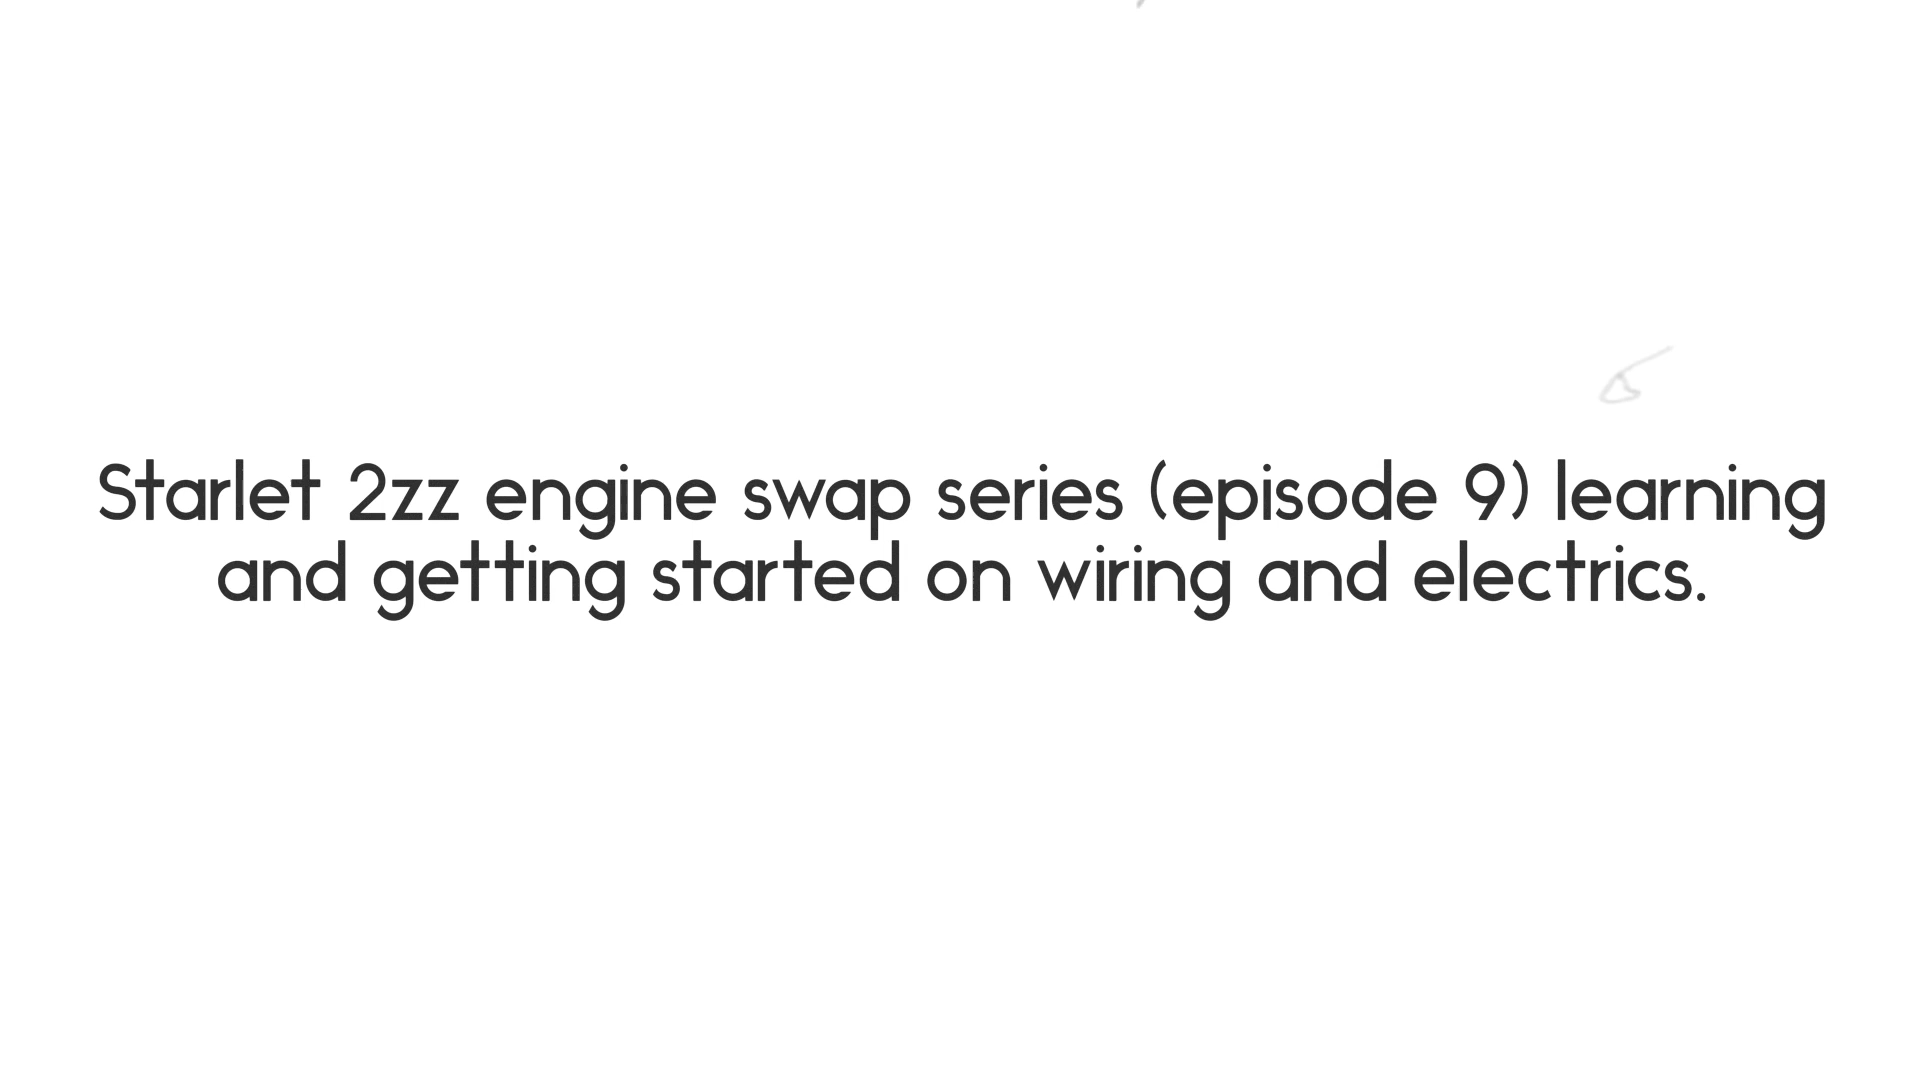 Starlet 2zz engine swap series (episode 9) learning
and getting started on wiring and electrics.